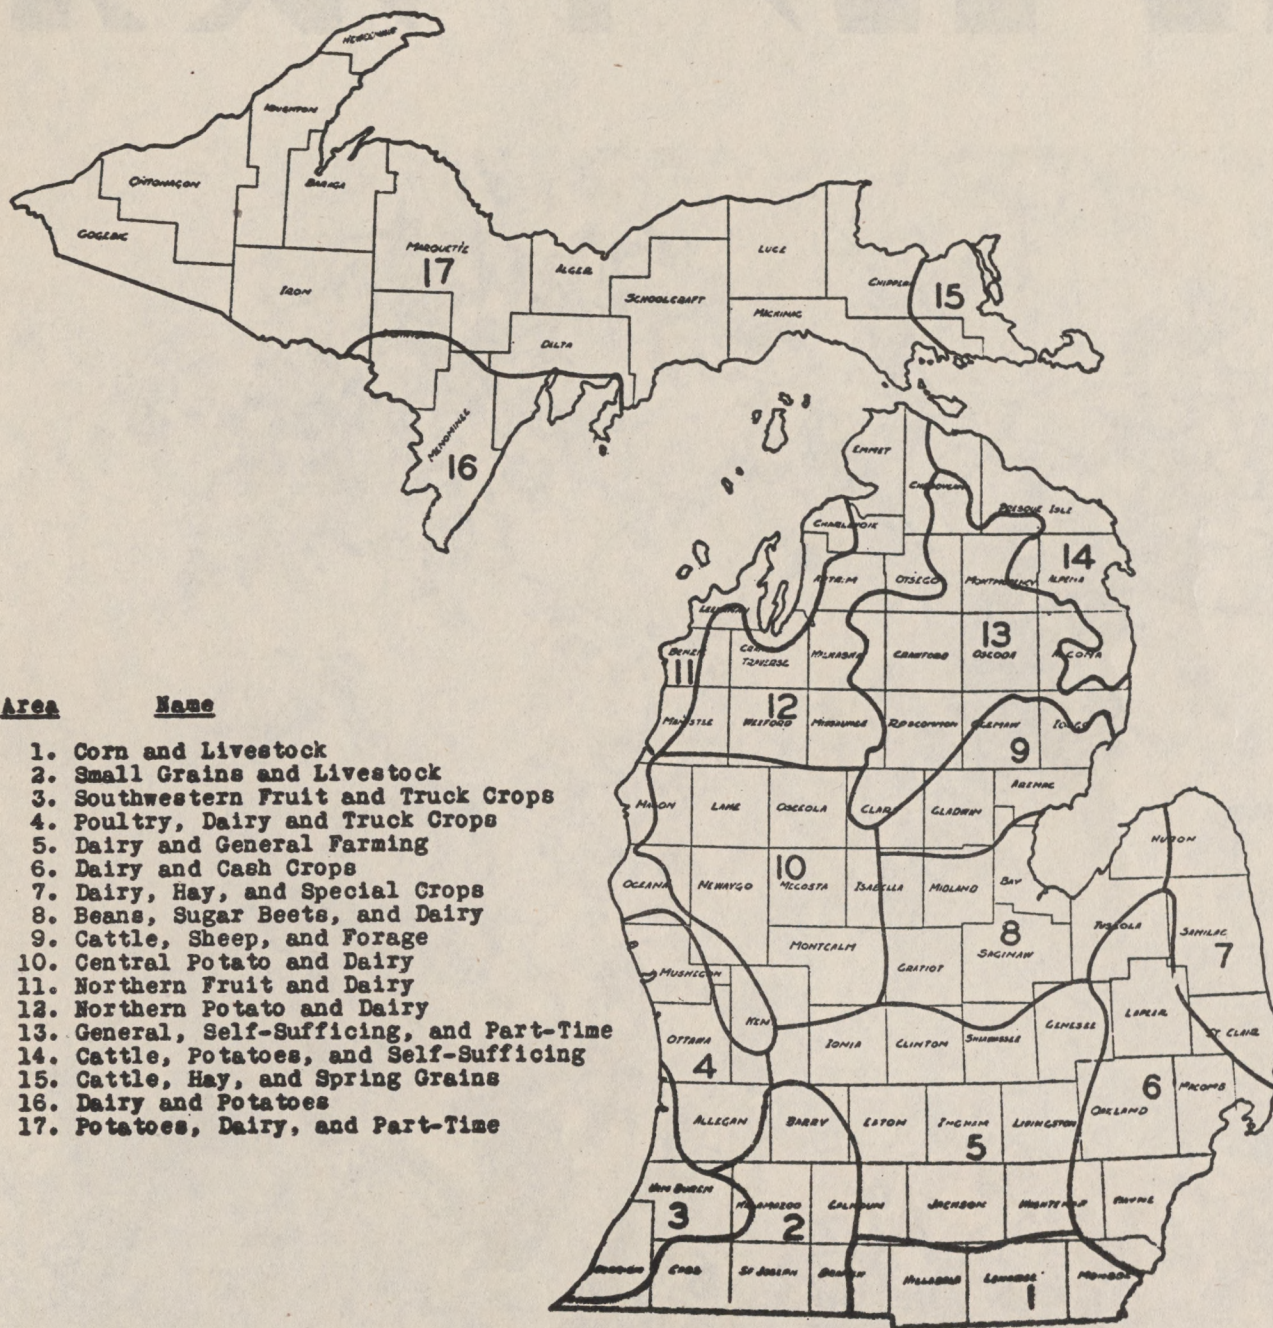 KEWEENAW
HOUGHTON
ONTONAGON
BARAGA
GOGEBIC
MARQUETTE
17
IRON
ALGER
LUCE
SCHOOLCRAFT
CHIPPEWA
15
MACKINAC
DELTA
MENOMINEE
16
EMMET
CHEBOYGAN
PRESQUE ISLE
CHARLEVOIX
ANTRIM
OTSEGO
MONTMORENCY
14
ALPENA
LEELANAU
13
BENZIE
GRAND TRAVERSE
KALKASKA
CRAWFORD
OSCODA
ALCONA
11
12
MANISTEE
WEXFORD
MISSAUKEE
ROSCOMMON
OGEMAW
IOSCO
9
ARENAC
MASON
LAKE
OSCEOLA
CLARE
GLADWIN
HURON
10
OCEANA
NEWAYGO
MECOSTA
ISABELLA
MIDLAND
BAY
TUSCOLA
SANILAC
7
8
MONTCALM
GRATIOT
SAGINAW
MUSKEGON
KENT
OTTAWA
4
IONIA
CLINTON
SHIAWASSEE
GENESEE
LAPEER
ST CLAIR
6
MACOMB
OAKLAND
ALLEGAN
BARRY
EATON
INGHAM
LIVINGSTON
5
VAN BUREN
3
KALAMAZOO
2
CALHOUN
JACKSON
WASHTENAW
WAYNE
BERRIEN
CASS
ST JOSEPH
BRANCH
HILLSDALE
LENAWEE
MONROE
1
Area Name
1. Corn and Livestock
2. Small Grains and Livestock
3. Southwestern Fruit and Truck Crops
4. Poultry, Dairy and Truck Crops
5. Dairy and General Farming
6. Dairy and Cash Crops
7. Dairy, Hay, and Special Crops
8. Beans, Sugar Beets, and Dairy
9. Cattle, Sheep, and Forage
10. Central Potato and Dairy
11. Northern Fruit and Dairy
12. Northern Potato and Dairy
13. General, Self-Sufficing, and Part-Time
14. Cattle, Potatoes, and Self-Sufficing
15. Cattle, Hay, and Spring Grains
16. Dairy and Potatoes
17. Potatoes, Dairy, and Part-Time